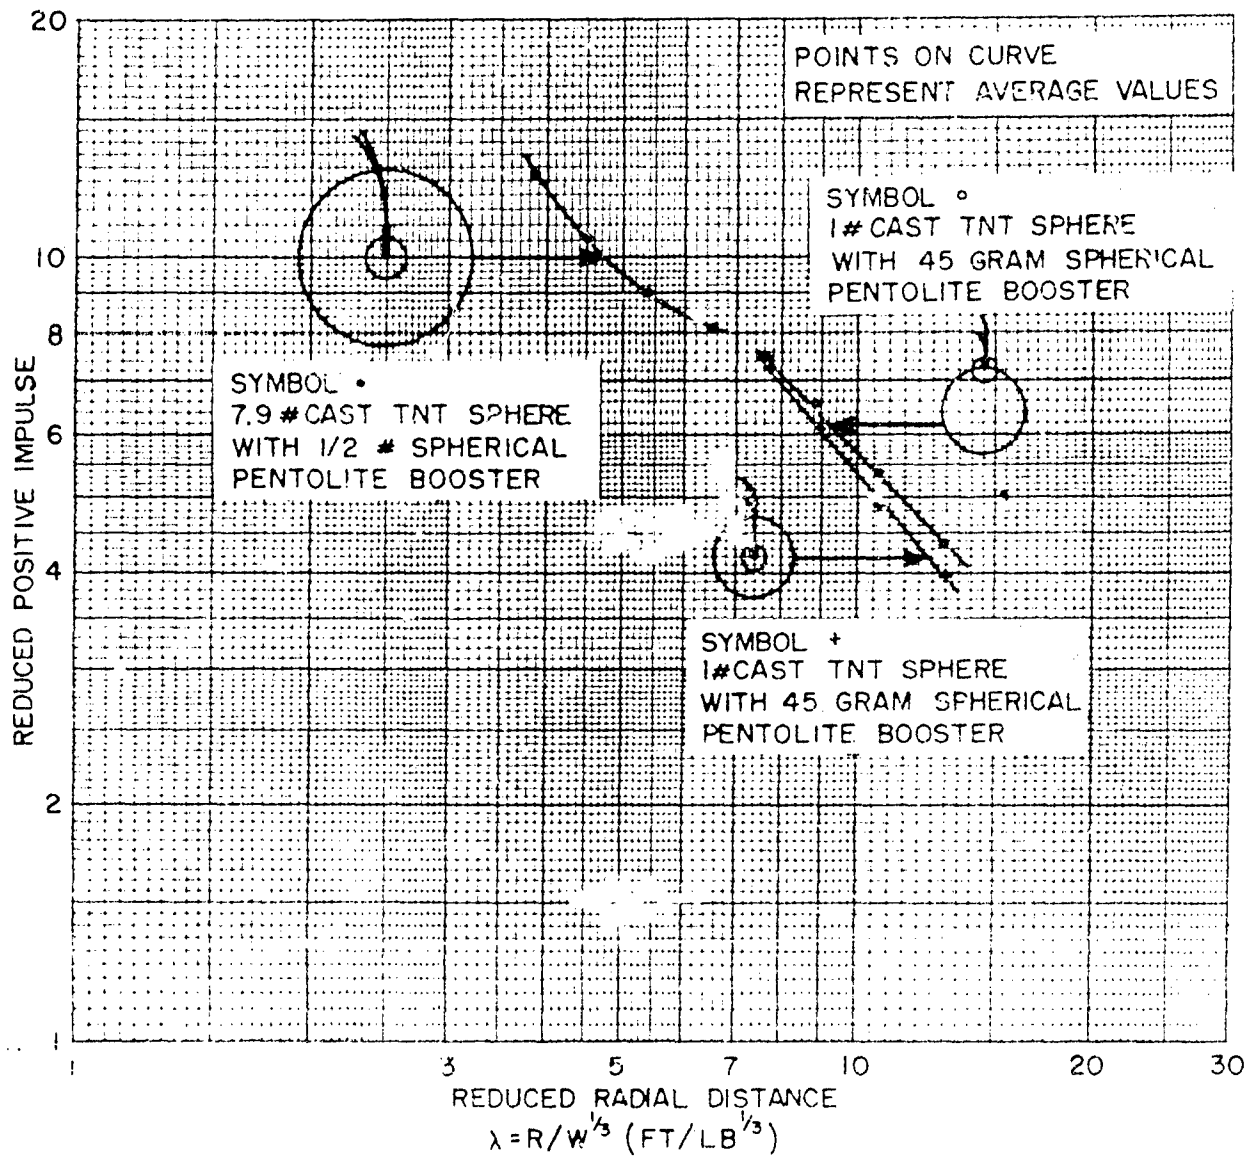 20
POINTS ON CURVE
REPRESENT AVERAGE VALUES
SYMBOL °
1# CAST TNT SPHERE
WITH 45 GRAM SPHERICAL
PENTOLITE BOOSTER
10
8
SYMBOL •
7.9 # CAST TNT SPHERE
WITH 1/2 # SPHERICAL
PENTOLITE BOOSTER
6
4
SYMBOL +
1# CAST TNT SPHERE
WITH 45 GRAM SPHERICAL
PENTOLITE BOOSTER
2
1
REDUCED POSITIVE IMPULSE
1 3 5 7 10 20 30
REDUCED RADIAL DISTANCE
λ = R/W^1/3 (FT/LB^1/3)